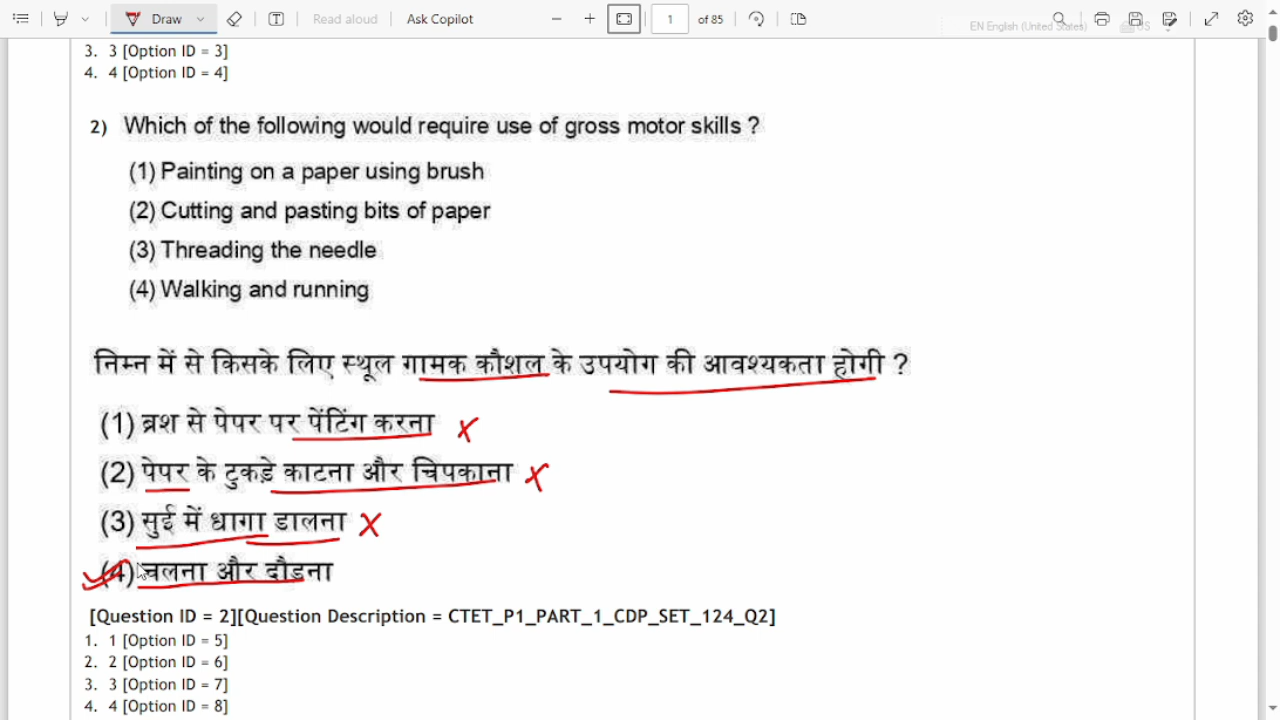 Draw
Read aloud
Ask Copilot
1 of 85
EN English (United States)
3. 3 [Option ID = 3]
4. 4 [Option ID = 4]
2) Which of the following would require use of gross motor skills ?
(1) Painting on a paper using brush
(2) Cutting and pasting bits of paper
(3) Threading the needle
(4) Walking and running
निम्न में से किसके लिए स्थूल गामक कौशल के उपयोग की आवश्यकता होगी ?
(1) ब्रश से पेपर पर पेंटिंग करना
(2) पेपर के टुकड़े काटना और चिपकाना
(3) सुई में धागा डालना
(4) चलना और दौडना
[Question ID = 2][Question Description = CTET_P1_PART_1_CDP_SET_124_Q2]
1. 1 [Option ID = 5]
2. 2 [Option ID = 6]
3. 3 [Option ID = 7]
4. 4 [Option ID = 8]